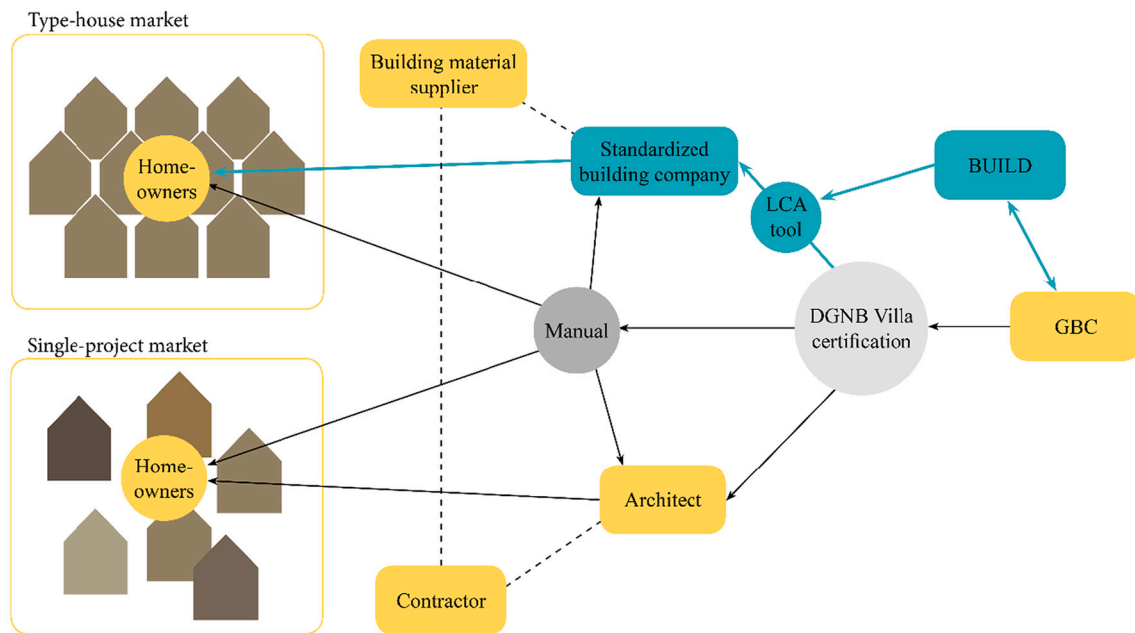 Type-house market
Building material
supplier
Standardized
building company
BUILD
Home-
owners
LCA
tool
Manual
DGNB Villa
certification
GBC
Single-project market
Home-
owners
Architect
Contractor